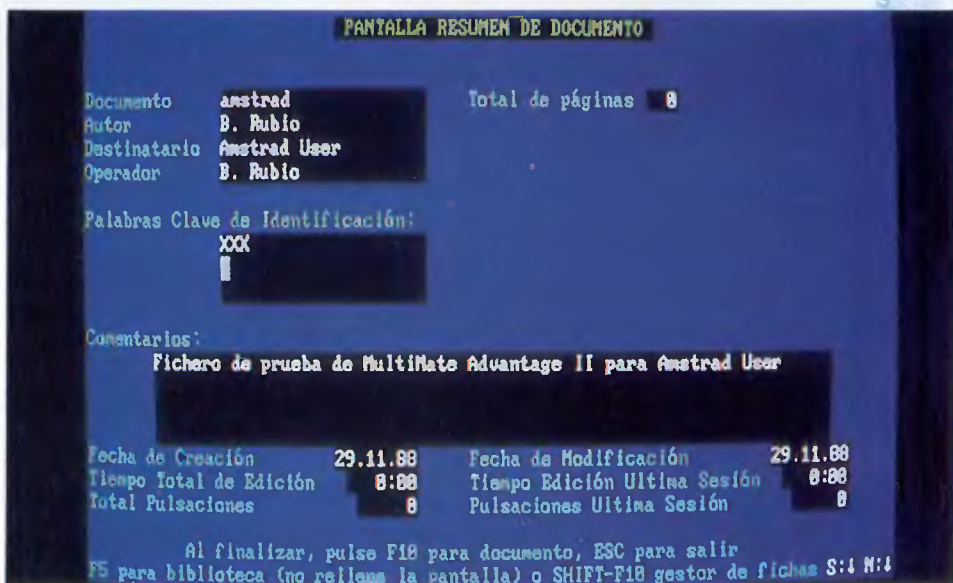 PANTALLA RESUMEN DE DOCUMENTO
Documento amstrad Total de páginas 0
Autor B. Rubio
Destinatario Amstrad User
Operador B. Rubio
Palabras Clave de Identificación:
XXX
Comentarios:
Fichero de prueba de MultiMate Advantage II para Amstrad User
Fecha de Creación 29.11.88 Fecha de Modificación 29.11.88
Tiempo Total de Edición 0:00 Tiempo Edición Ultima Sesión 0:00
Total Pulsaciones 0 Pulsaciones Ultima Sesión 0
Al finalizar, pulse F10 para documento, ESC para salir
F5 para biblioteca (no rellene la pantalla) o SHIFT-F10 gestor de fichas S:↓ N:↓